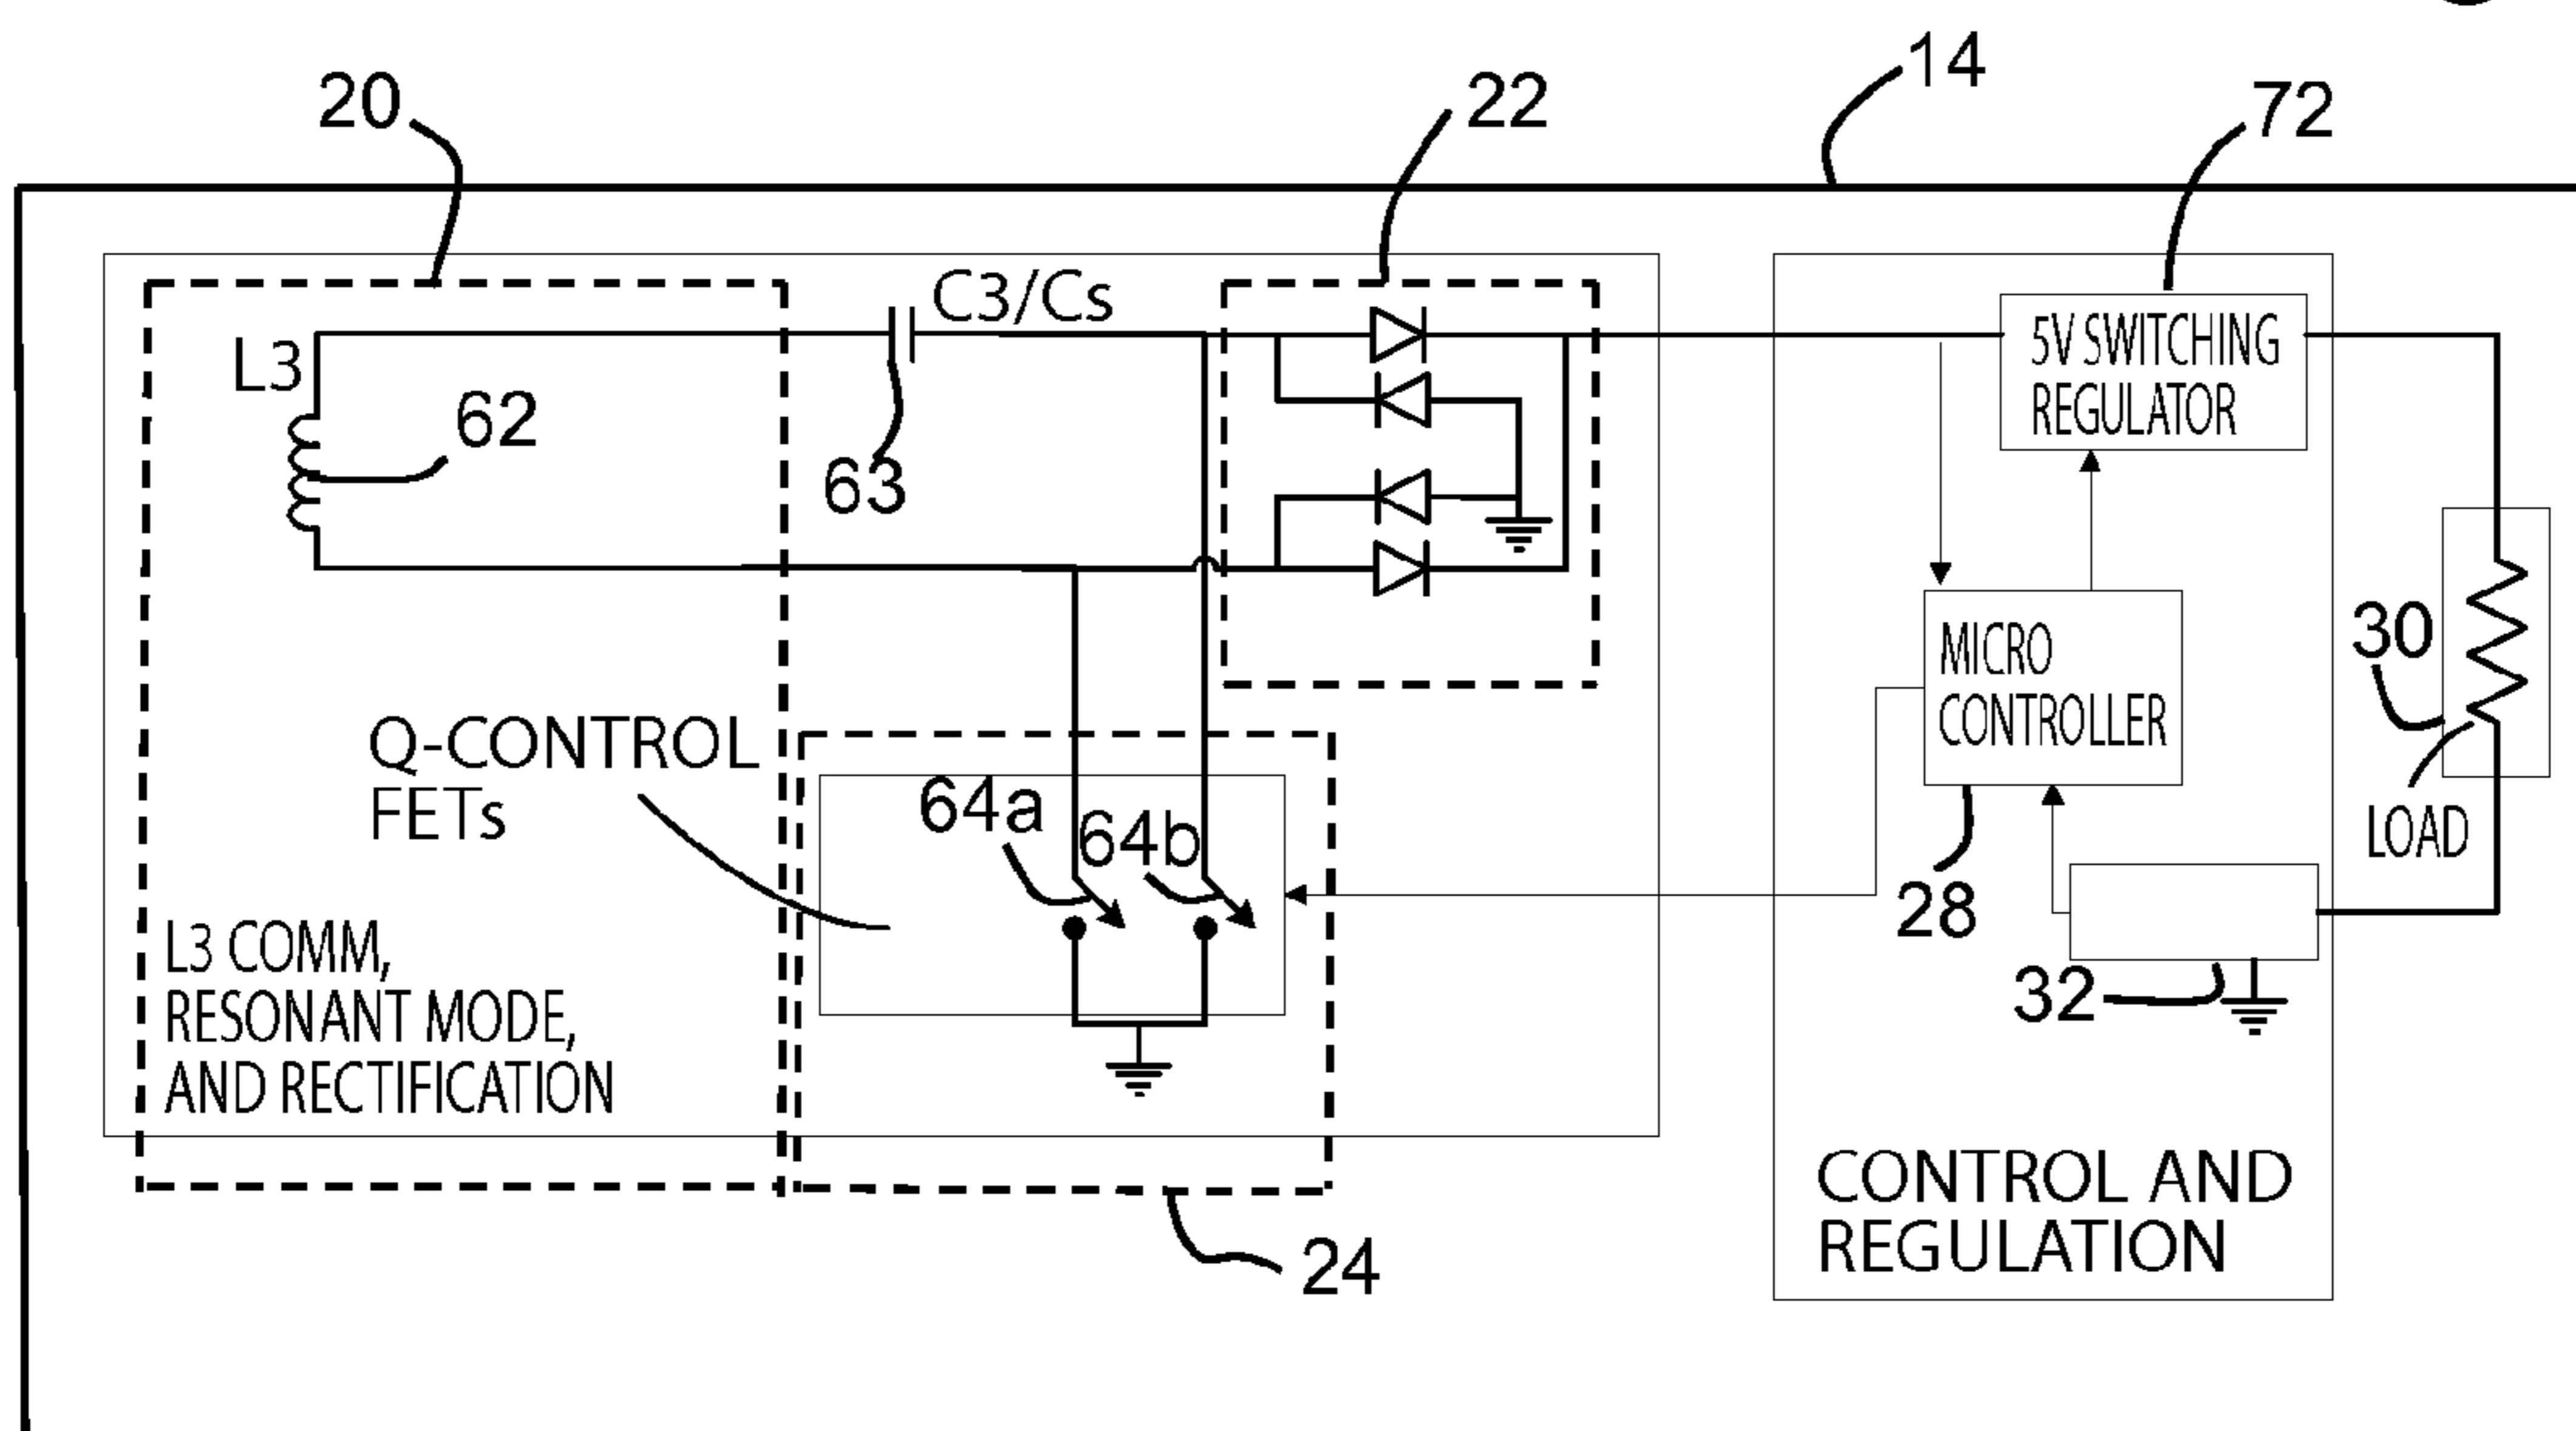 14
20
22
72
C3/Cs
L3
62
63
5V SWITCHING
REGULATOR
MICRO
CONTROLLER
30
LOAD
Q-CONTROL
FETs
64a
64b
28
32
L3 COMM,
RESONANT MODE,
AND RECTIFICATION
CONTROL AND
REGULATION
24